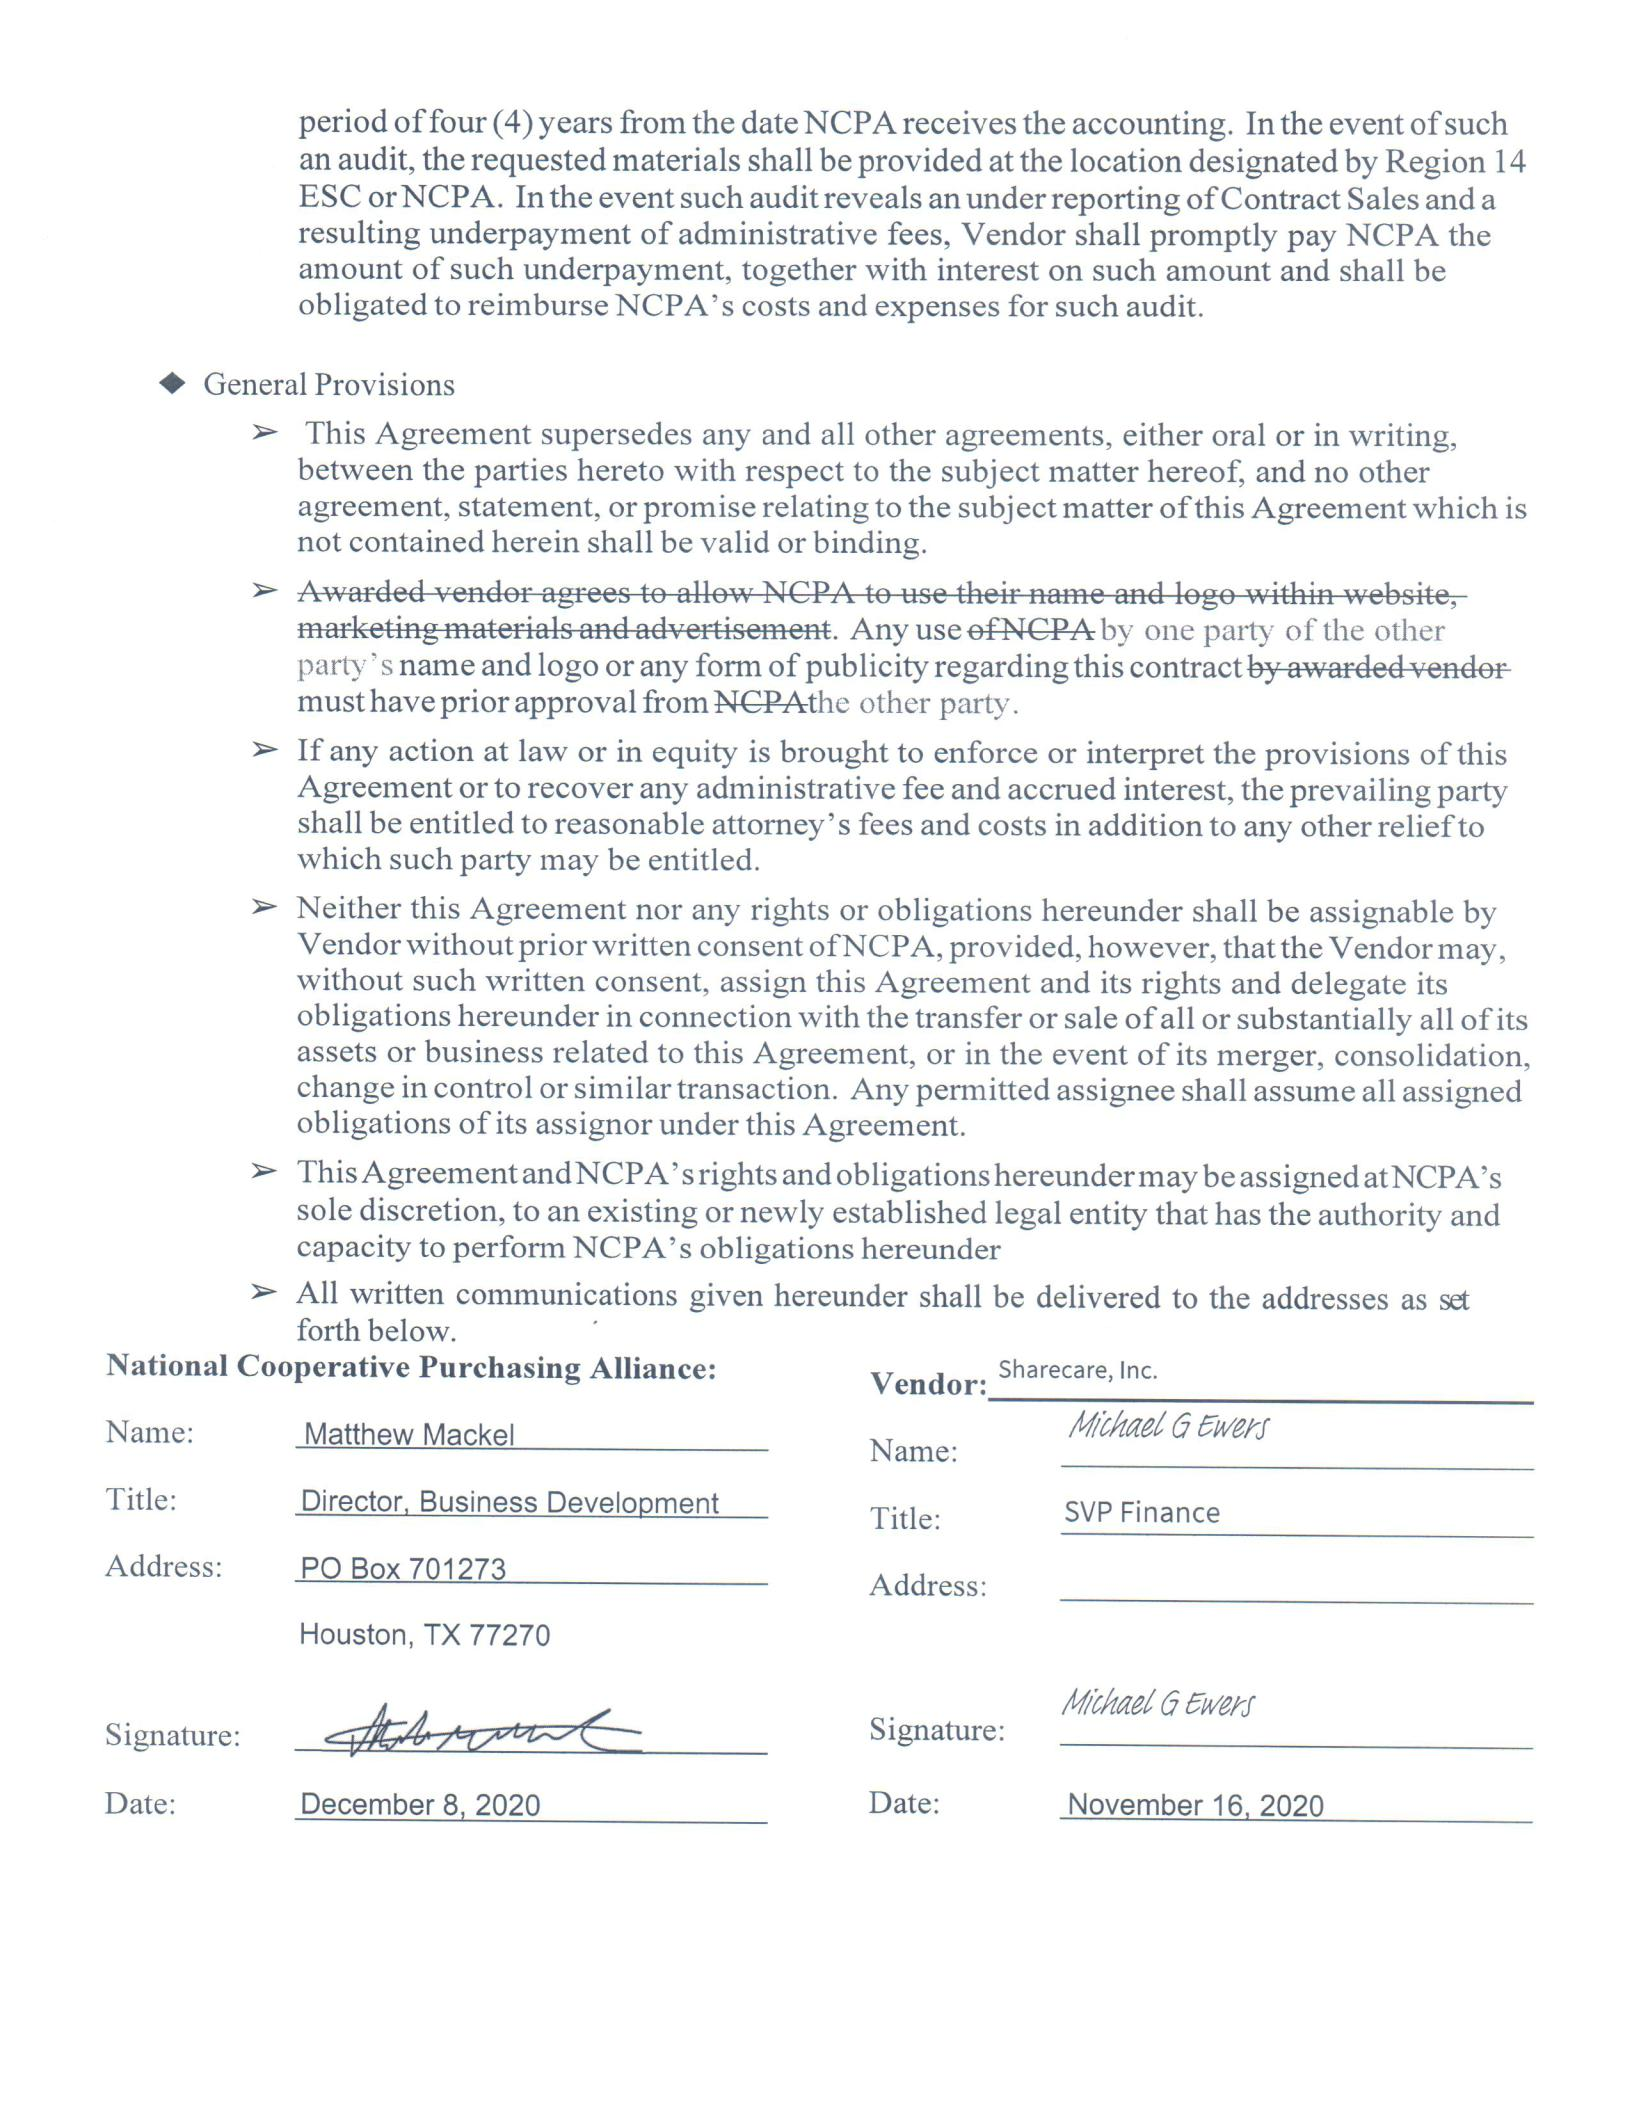 period of four (4) years from the date NCPA receives the accounting. In the event of such
an audit, the requested materials shall be provided at the location designated by Region 14
ESC or NCPA. In the event such audit reveals an under reporting of Contract Sales and a
resulting underpayment of administrative fees, Vendor shall promptly pay NCPA the
amount of such underpayment, together with interest on such amount and shall be
obligated to reimburse NCPA's costs and expenses for such audit.
◆ General Provisions
➢ This Agreement supersedes any and all other agreements, either oral or in writing,
between the parties hereto with respect to the subject matter hereof, and no other
agreement, statement, or promise relating to the subject matter of this Agreement which is
not contained herein shall be valid or binding.
➢ Awarded vendor agrees to allow NCPA to use their name and logo within website,
marketing materials and advertisement. Any use of NCPA by one party of the other
party's name and logo or any form of publicity regarding this contract by awarded vendor
must have prior approval from NCPAthe other party.
➢ If any action at law or in equity is brought to enforce or interpret the provisions of this
Agreement or to recover any administrative fee and accrued interest, the prevailing party
shall be entitled to reasonable attorney's fees and costs in addition to any other relief to
which such party may be entitled.
➢ Neither this Agreement nor any rights or obligations hereunder shall be assignable by
Vendor without prior written consent of NCPA, provided, however, that the Vendor may,
without such written consent, assign this Agreement and its rights and delegate its
obligations hereunder in connection with the transfer or sale of all or substantially all of its
assets or business related to this Agreement, or in the event of its merger, consolidation,
change in control or similar transaction. Any permitted assignee shall assume all assigned
obligations of its assignor under this Agreement.
➢ This Agreement and NCPA's rights and obligations hereunder may be assigned at NCPA's
sole discretion, to an existing or newly established legal entity that has the authority and
capacity to perform NCPA's obligations hereunder
➢ All written communications given hereunder shall be delivered to the addresses as set
forth below.
National Cooperative Purchasing Alliance:
Name: Matthew Mackel
Title: Director, Business Development
Address: PO Box 701273
Houston, TX 77270
Signature:
Date: December 8, 2020
Vendor: Sharecare, Inc.
Name: Michael G Ewers
Title: SVP Finance
Address:
Signature: Michael G Ewers
Date: November 16, 2020